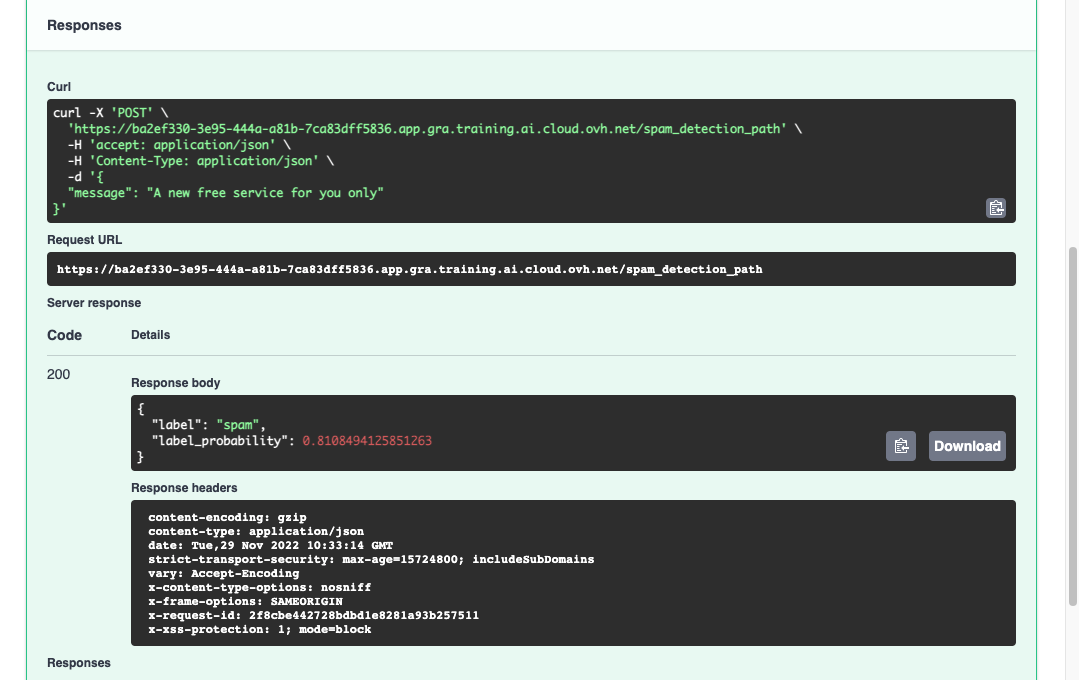 Responses
Curl
curl -X 'POST' \
  'https://ba2ef330-3e95-444a-a81b-7ca83dff5836.app.gra.training.ai.cloud.ovh.net/spam_detection_path' \
  -H 'accept: application/json' \
  -H 'Content-Type: application/json' \
  -d '{
  "message": "A new free service for you only"
}'
Request URL
https://ba2ef330-3e95-444a-a81b-7ca83dff5836.app.gra.training.ai.cloud.ovh.net/spam_detection_path
Server response
Code Details
200
Response body
{
  "label": "spam",
  "label_probability": 0.8108494125851263
}
Download
Response headers
content-encoding: gzip
content-type: application/json
date: Tue,29 Nov 2022 10:33:14 GMT
strict-transport-security: max-age=15724800; includeSubDomains
vary: Accept-Encoding
x-content-type-options: nosniff
x-frame-options: SAMEORIGIN
x-request-id: 2f8cbe442728bdbd1e8281a93b257511
x-xss-protection: 1; mode=block
Responses